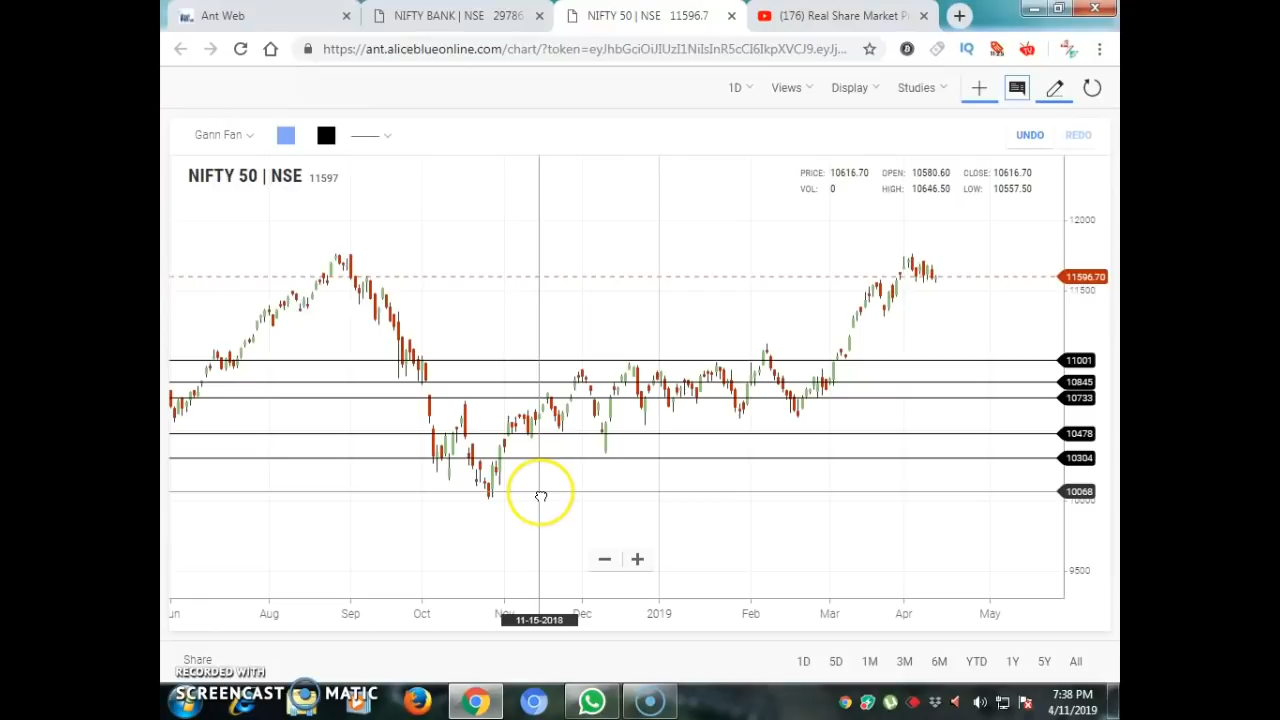 Ant Web
NIFTY BANK | NSE 29786
NIFTY 50 | NSE 11596.7
(176) Real Share Market P
https://ant.aliceblueonline.com/chart/?token=eyJhbGciOiJIUzI1NiIsInR5cCI6IkpXVCJ9.eyJj...
IQ
1D Views Display Studies
Gann Fan
UNDO REDO
NIFTY 50 | NSE 11597
PRICE: 10616.70 OPEN: 10580.60 CLOSE: 10616.70
VOL: 0 HIGH: 10646.50 LOW: 10557.50
12000
11596.70
11500
11001
10845
10733
10478
10304
10068
10000
9500
Aug Sep Oct Nov Dec 2019 Feb Mar Apr May
11-15-2018
Share
1D 5D 1M 3M 6M YTD 1Y 5Y All
RECORDED WITH
SCREENCAST MATIC
7:38 PM
4/11/2019